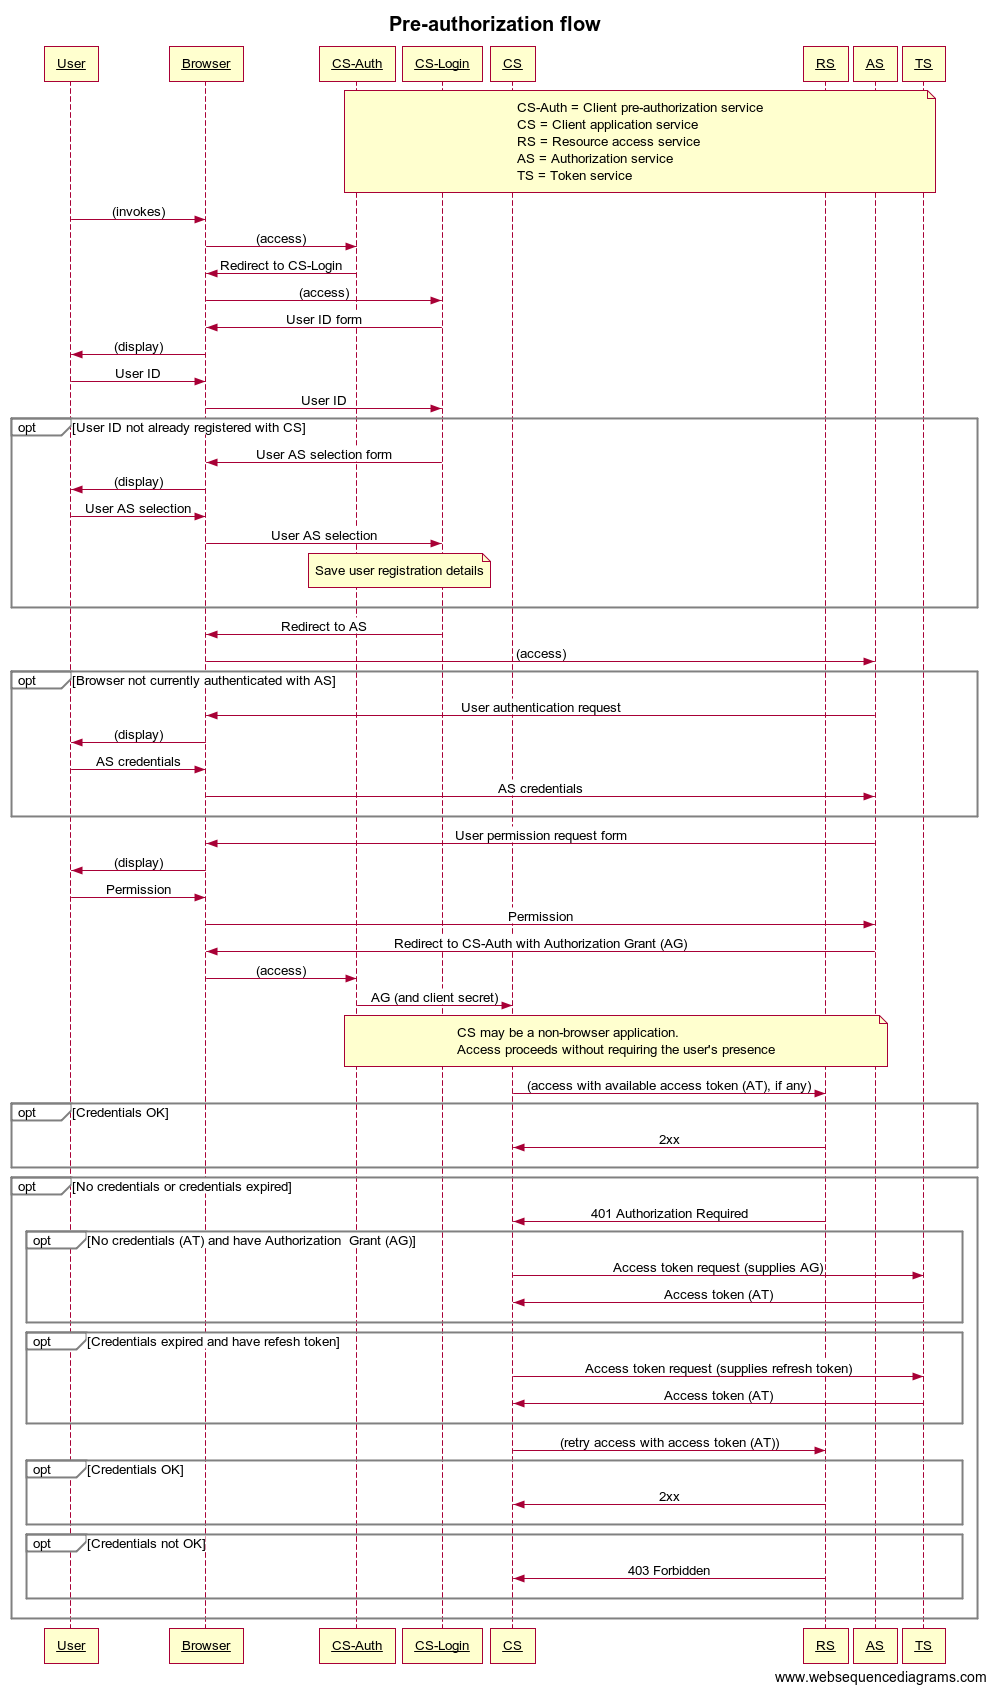 Pre-authorization flow
User Browser CS-Auth CS-Login CS RS AS TS
CS-Auth = Client pre-authorization service
CS = Client application service
RS = Resource access service
AS = Authorization service
TS = Token service
(invokes)
(access)
Redirect to CS-Login
(access)
User ID form
(display)
User ID
User ID
opt [User ID not already registered with CS]
User AS selection form
(display)
User AS selection
User AS selection
Save user registration details
Redirect to AS
(access)
opt [Browser not currently authenticated with AS]
User authentication request
(display)
AS credentials
AS credentials
User permission request form
(display)
Permission
Permission
Redirect to CS-Auth with Authorization Grant (AG)
(access)
AG (and client secret)
CS may be a non-browser application.
Access proceeds without requiring the user's presence
(access with available access token (AT), if any)
opt [Credentials OK]
2xx
opt [No credentials or credentials expired]
401 Authorization Required
opt [No credentials (AT) and have Authorization  Grant (AG)]
Access token request (supplies AG)
Access token (AT)
opt [Credentials expired and have refesh token]
Access token request (supplies refresh token)
Access token (AT)
(retry access with access token (AT))
opt [Credentials OK]
2xx
opt [Credentials not OK]
403 Forbidden
User Browser CS-Auth CS-Login CS RS AS TS
www.websequencediagrams.com